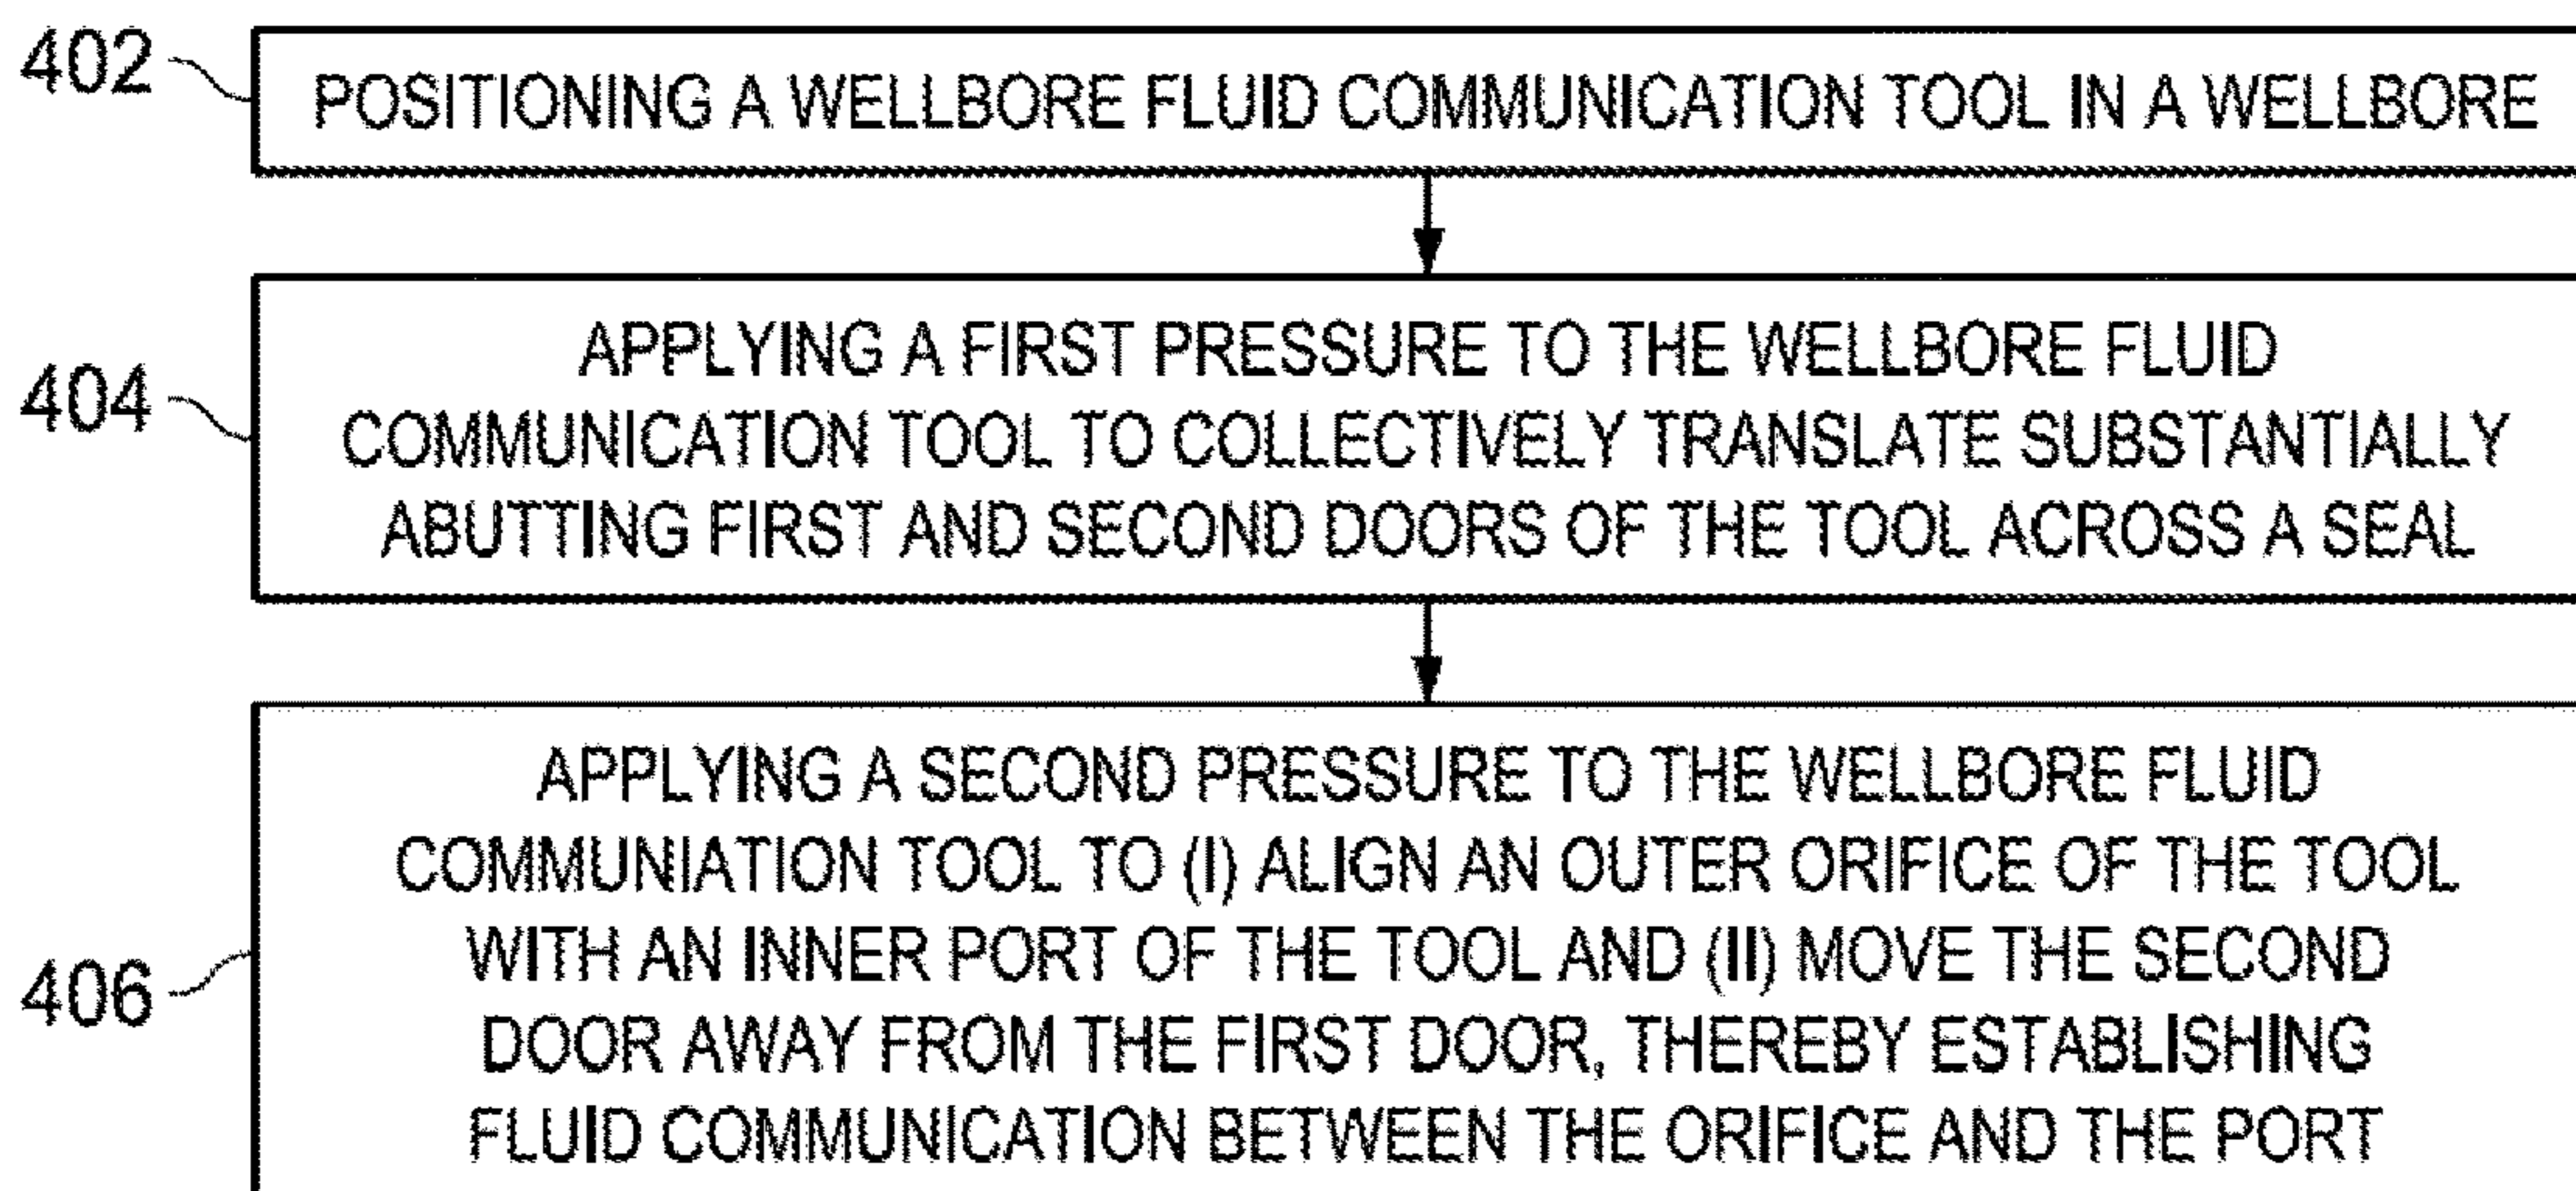 402
POSITIONING A WELLBORE FLUID COMMUNICATION TOOL IN A WELLBORE
404
APPLYING A FIRST PRESSURE TO THE WELLBORE FLUID
COMMUNICATION TOOL TO COLLECTIVELY TRANSLATE SUBSTANTIALLY
ABUTTING FIRST AND SECOND DOORS OF THE TOOL ACROSS A SEAL
406
APPLYING A SECOND PRESSURE TO THE WELLBORE FLUID
COMMUNIATION TOOL TO (I) ALIGN AN OUTER ORIFICE OF THE TOOL
WITH AN INNER PORT OF THE TOOL AND (II) MOVE THE SECOND
DOOR AWAY FROM THE FIRST DOOR, THEREBY ESTABLISHING
FLUID COMMUNICATION BETWEEN THE ORIFICE AND THE PORT